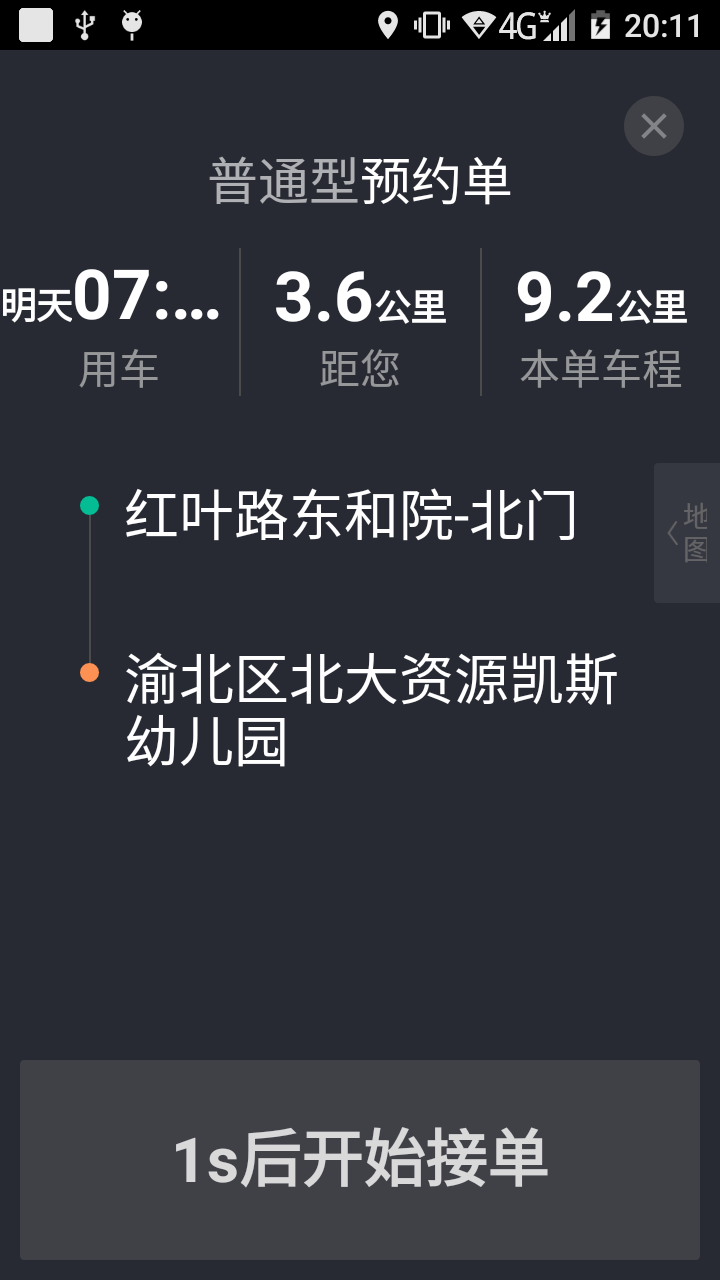 4G 20:11
普通型预约单
明天07:... 3.6公里 9.2公里
用车 距您 本单车程
红叶路东和院-北门
地
图
渝北区北大资源凯斯
幼儿园
1s后开始接单